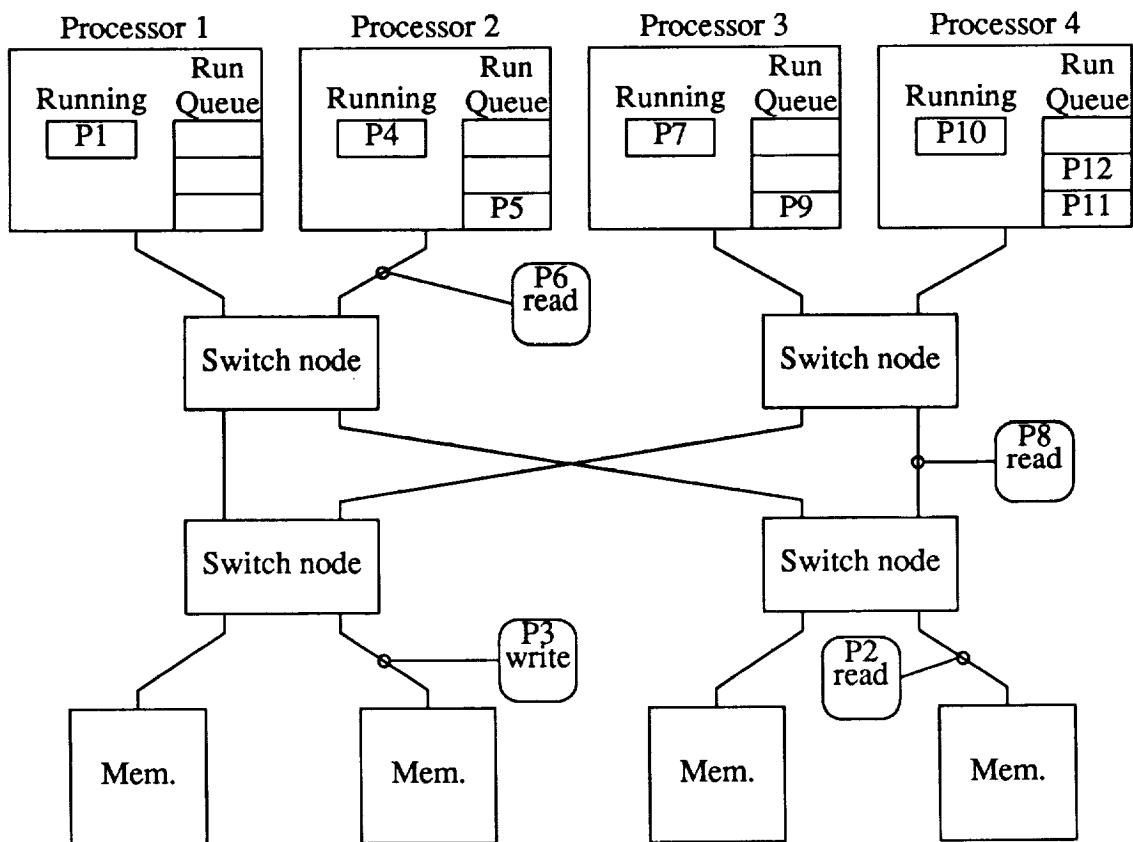 Processor 1
Processor 2
Processor 3
Processor 4
Run
Queue
Running
P1
Run
Queue
Running
P4
P5
Run
Queue
Running
P7
P9
Run
Queue
Running
P10
P12
P11
P6
read
Switch node
Switch node
P8
read
Switch node
Switch node
P3
write
P2
read
Mem.
Mem.
Mem.
Mem.